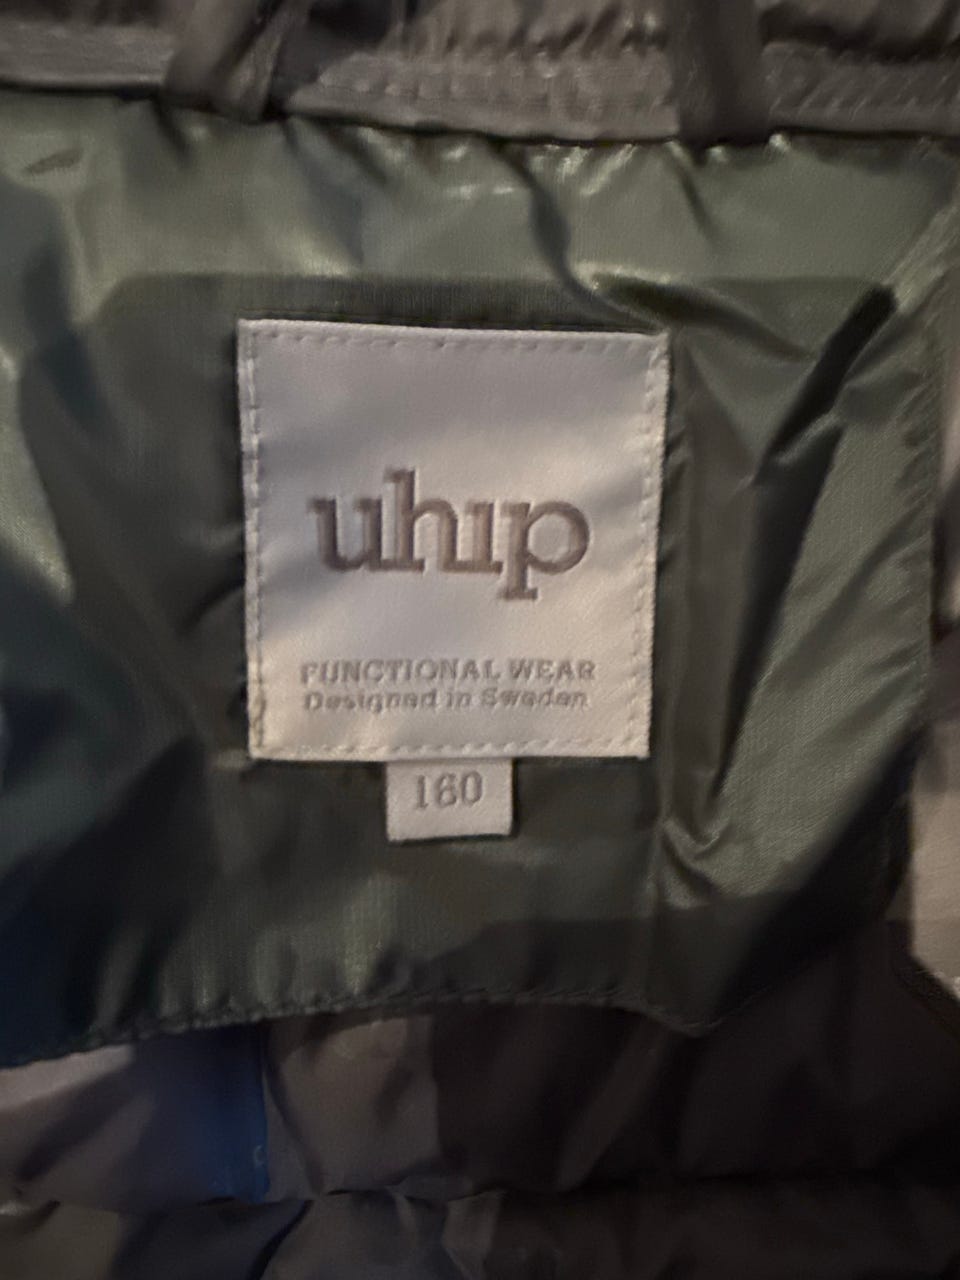 uhip
FUNCTIONAL WEAR
Designed in Sweden
160